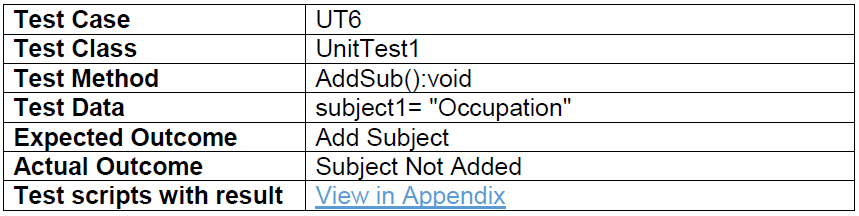 Test Case UT6
Test Class UnitTest1
Test Method AddSub():void
Test Data subject1= "Occupation"
Expected Outcome Add Subject
Actual Outcome Subject Not Added
Test scripts with result View in Appendix